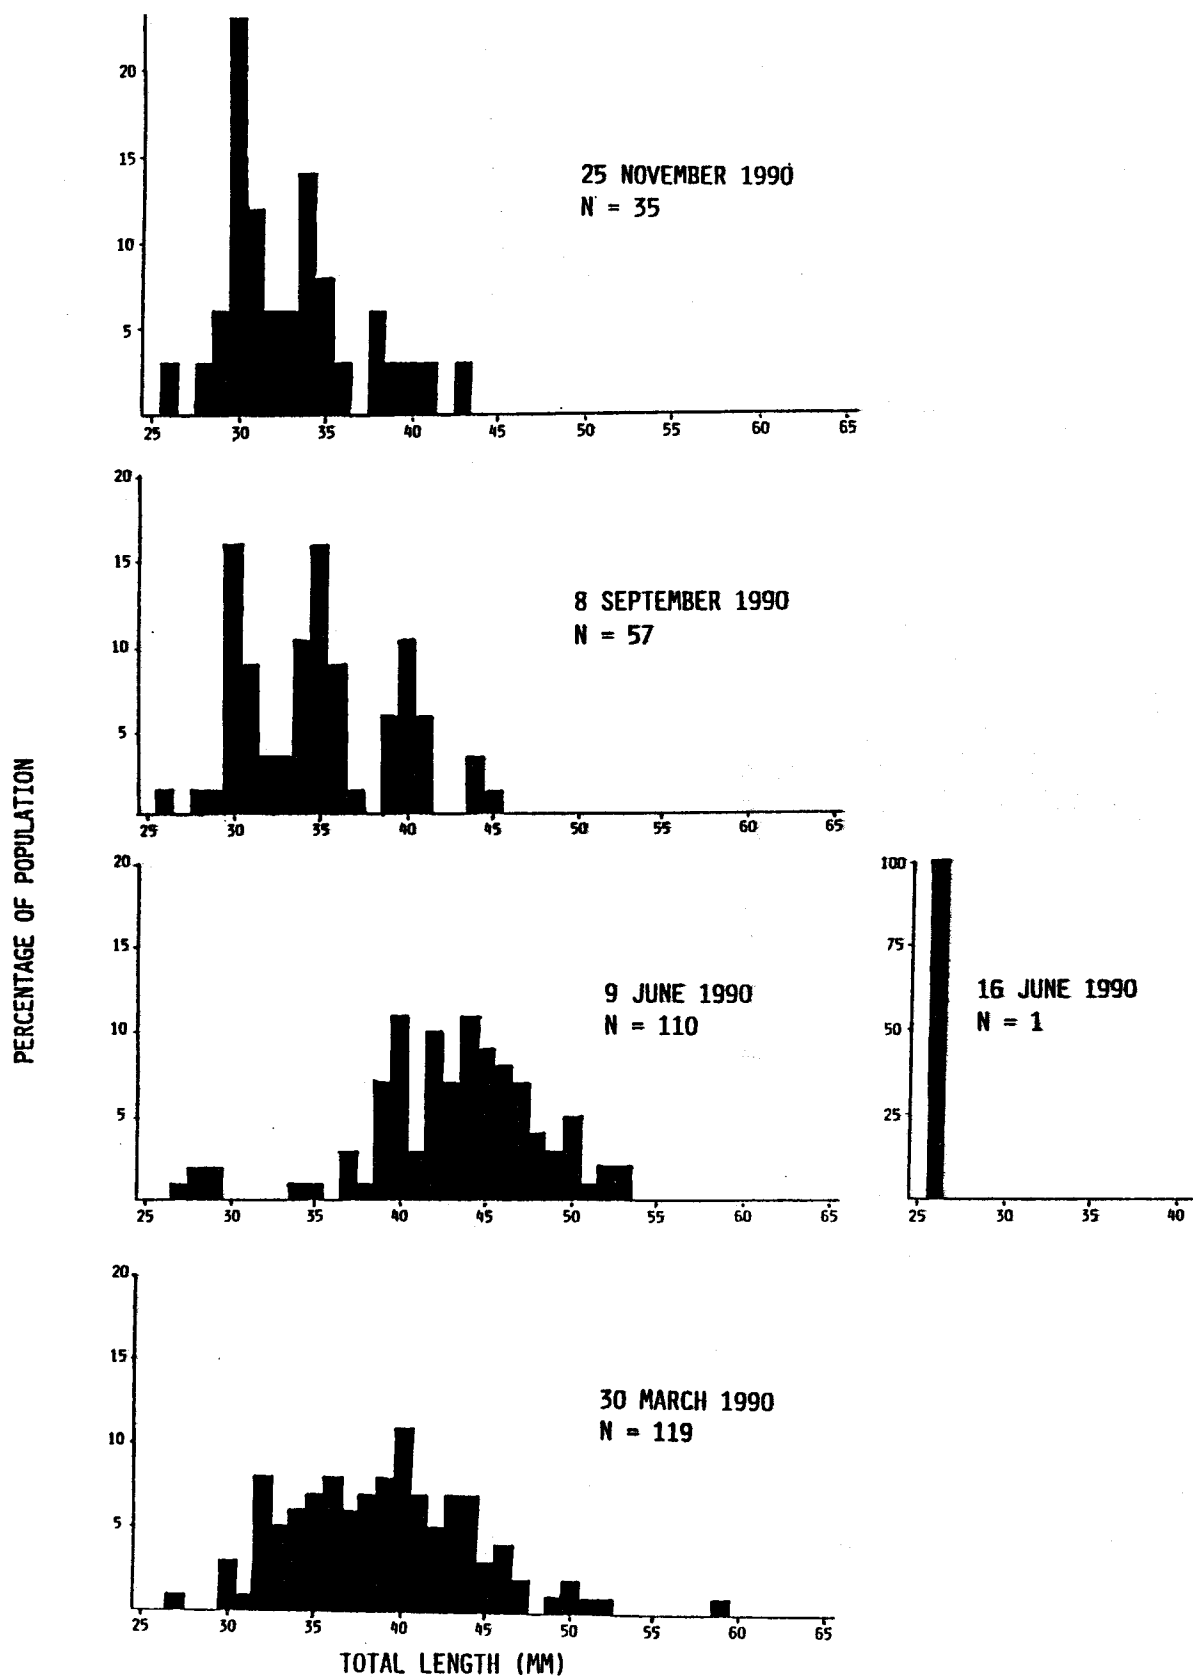 20
15
10
5
25 NOVEMBER 1990
N = 35
25 30 35 40 45 50 55 60 65
20
15
10
5
8 SEPTEMBER 1990
N = 57
25 30 35 40 45 50 55 60 65
PERCENTAGE OF POPULATION
20
15
10
5
9 JUNE 1990
N = 110
25 30 35 40 45 50 55 60 65
100
75
50
25
16 JUNE 1990
N = 1
25 30 35 40
20
15
10
5
30 MARCH 1990
N = 119
25 30 35 40 45 50 55 60 65
TOTAL LENGTH (MM)